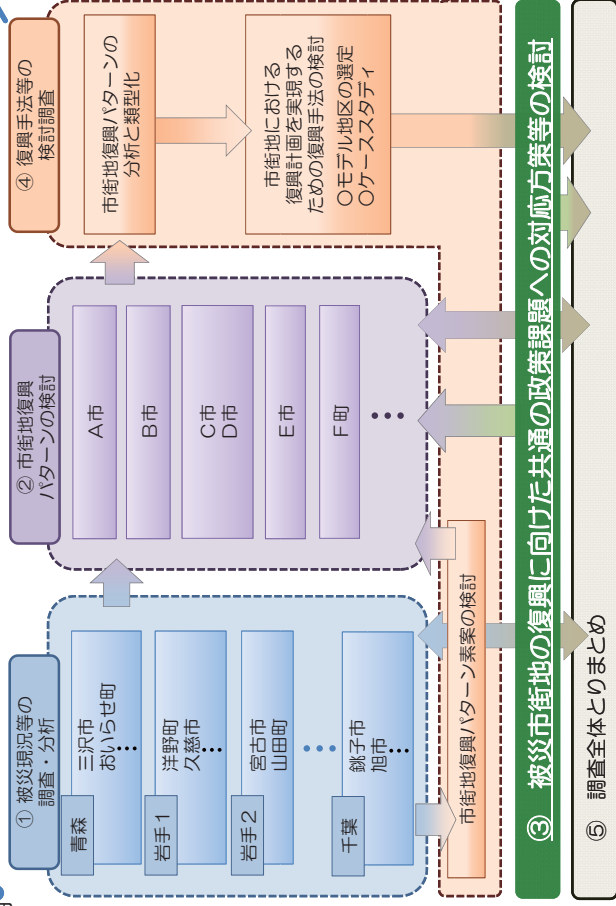 ① 被災現況等の
調査・分析
青森
三沢市
おいらせ町
岩手1
洋野町
久慈市
岩手2
宮古市
山田町
千葉
銚子市
旭市
市街地復興パターン素案の検討
② 市街地復興
パターンの検討
A市
B市
C市
D市
E市
F町
④ 復興手法等の
検討調査
市街地復興パターンの
分析と類型化
市街地における
復興計画を実現する
ための復興手法の検討
○モデル地区の選定
○ケーススタディ
③ 被災市街地の復興に向けた共通の政策課題への対応方策等の検討
⑤ 調査全体とりまとめ